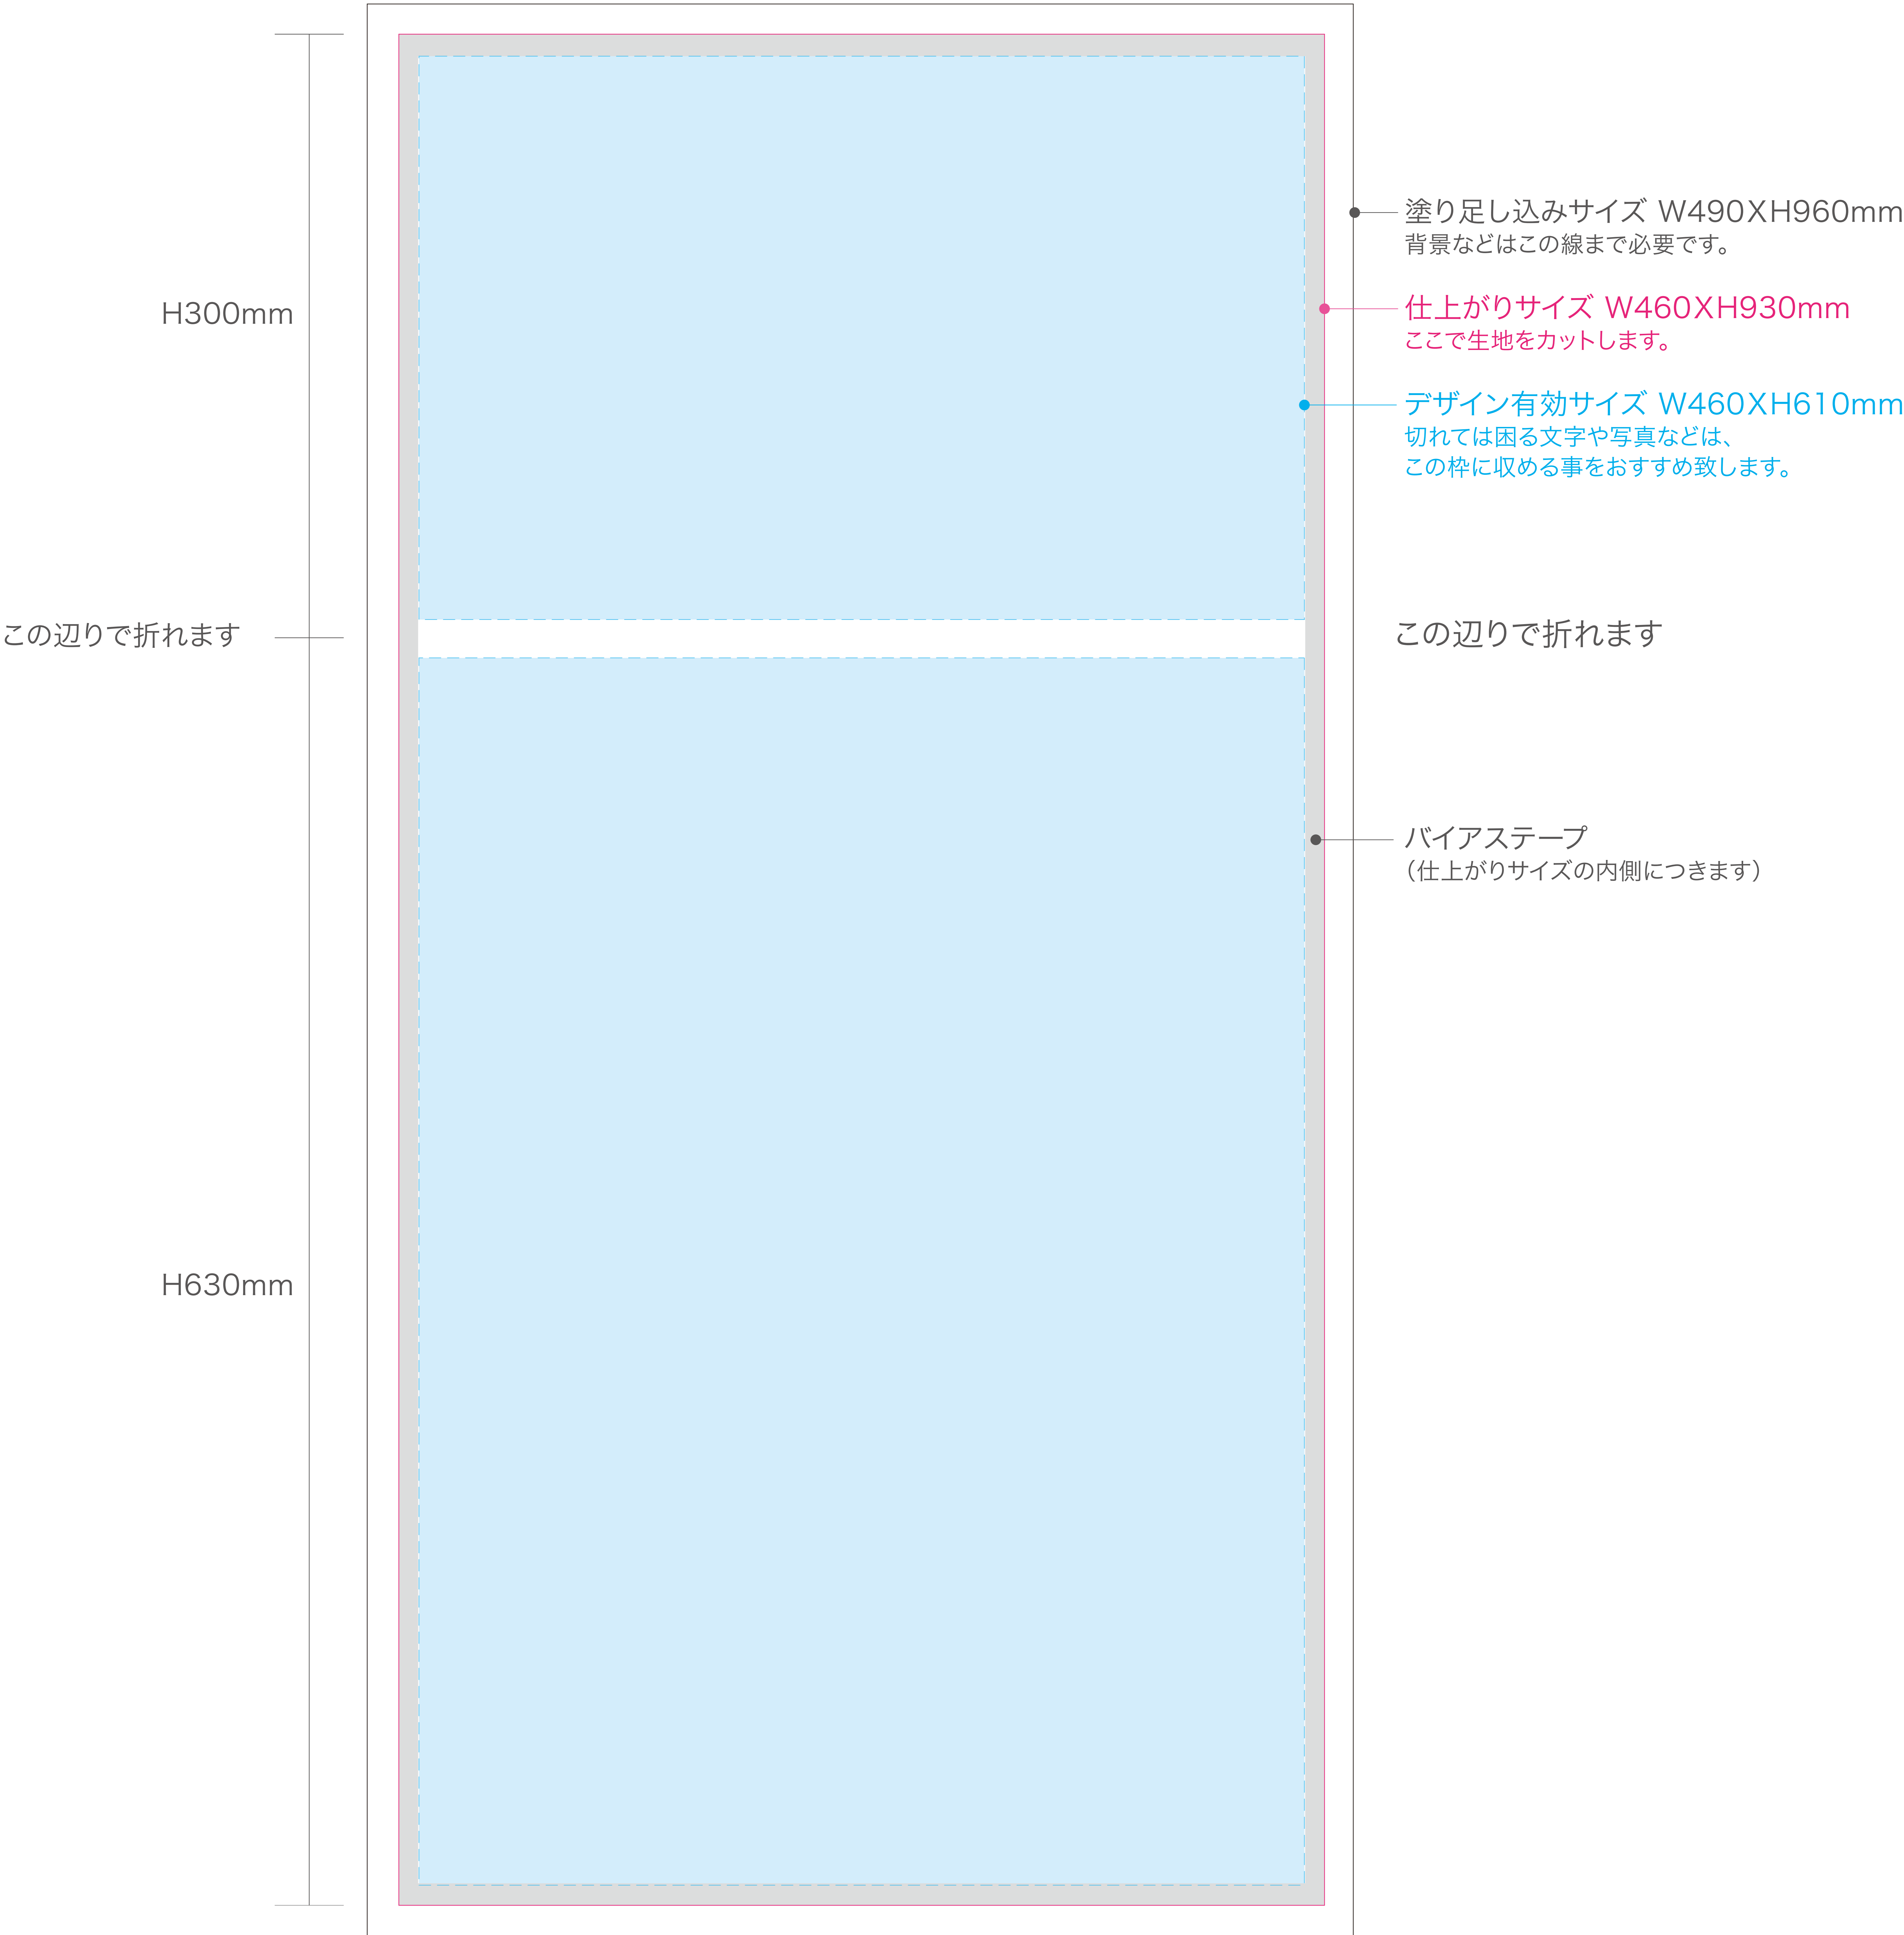 塗り足し込みサイズ W490XH960mm
背景などはこの線まで必要です。
仕上がりサイズ W460XH930mm
ここで生地をカットします。
H300mm
デザイン有効サイズ W460XH610mm
切れては困る文字や写真などは、
この枠に収める事をおすすめ致します。
この辺りで折れます
この辺りで折れます
バイアステープ
（仕上がりサイズの内側につきます）
H630mm